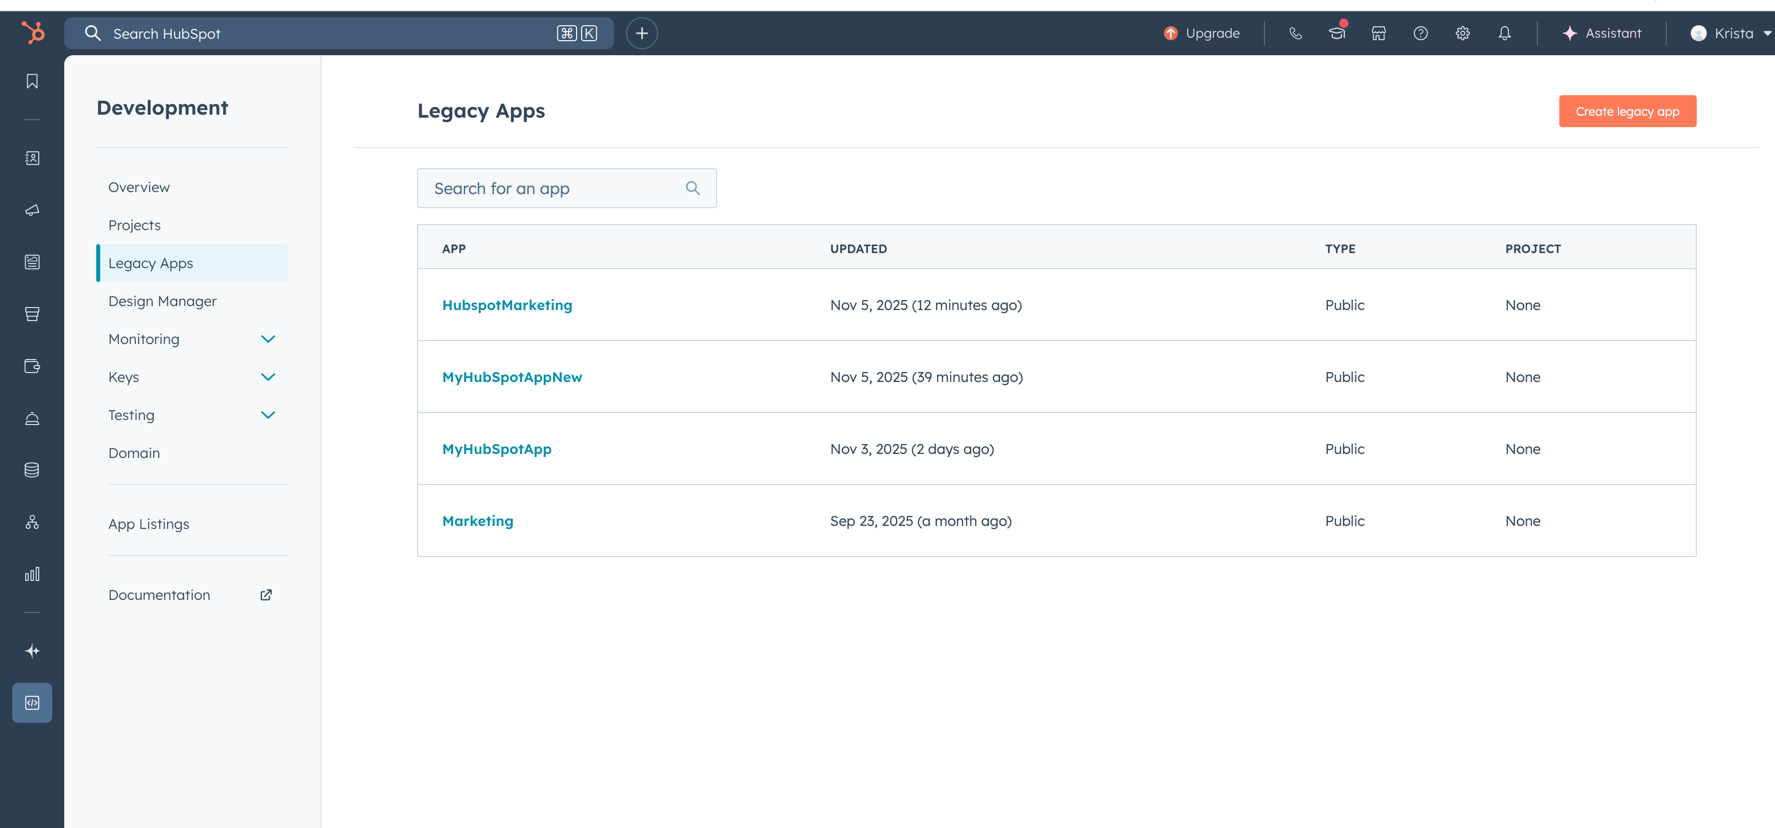 Search HubSpot ⌘ K
Upgrade
Assistant
Krista
Development
Overview
Projects
Legacy Apps
Design Manager
Monitoring
Keys
Testing
Domain
App Listings
Documentation
Legacy Apps
Create legacy app
Search for an app
APP UPDATED TYPE PROJECT
HubspotMarketing Nov 5, 2025 (12 minutes ago) Public None
MyHubSpotAppNew Nov 5, 2025 (39 minutes ago) Public None
MyHubSpotApp Nov 3, 2025 (2 days ago) Public None
Marketing Sep 23, 2025 (a month ago) Public None